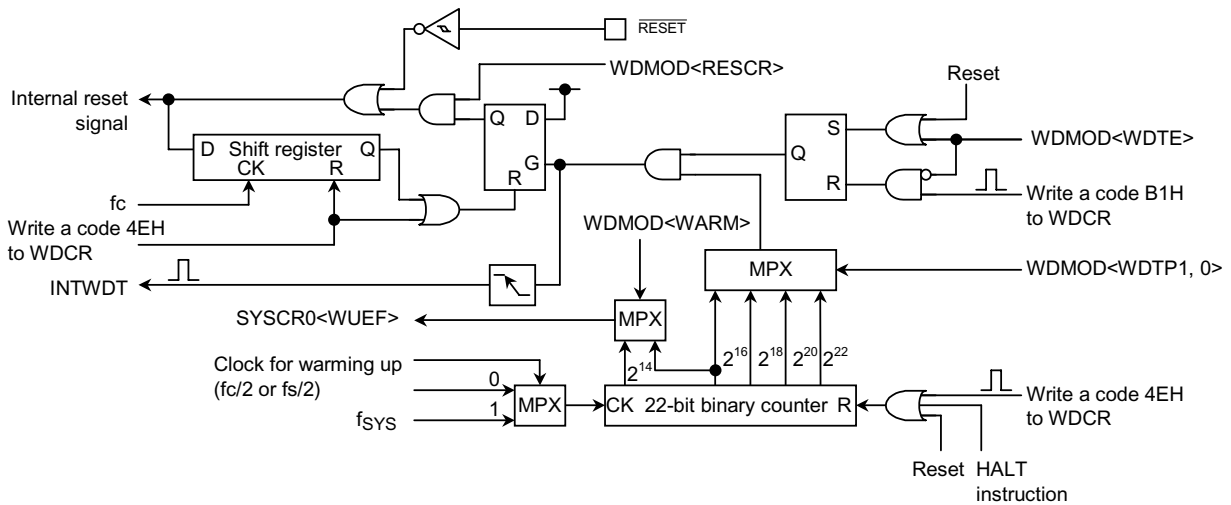 RESET
WDMOD<RESCR>
Reset
Internal reset
signal
Q D
G
R
S
Q
R
WDMOD<WDTE>
D Shift register Q
CK R
fc
Write a code 4EH
to WDCR
Write a code B1H
to WDCR
WDMOD<WARM>
MPX
WDMOD<WDTP1, 0>
INTWDT
SYSCR0<WUEF>
MPX
2^14
2^16
2^18
2^20
2^22
Clock for warming up
(fc/2 or fs/2)
0
1
MPX
fSYS
CK 22-bit binary counter R
Write a code 4EH
to WDCR
Reset
HALT
instruction